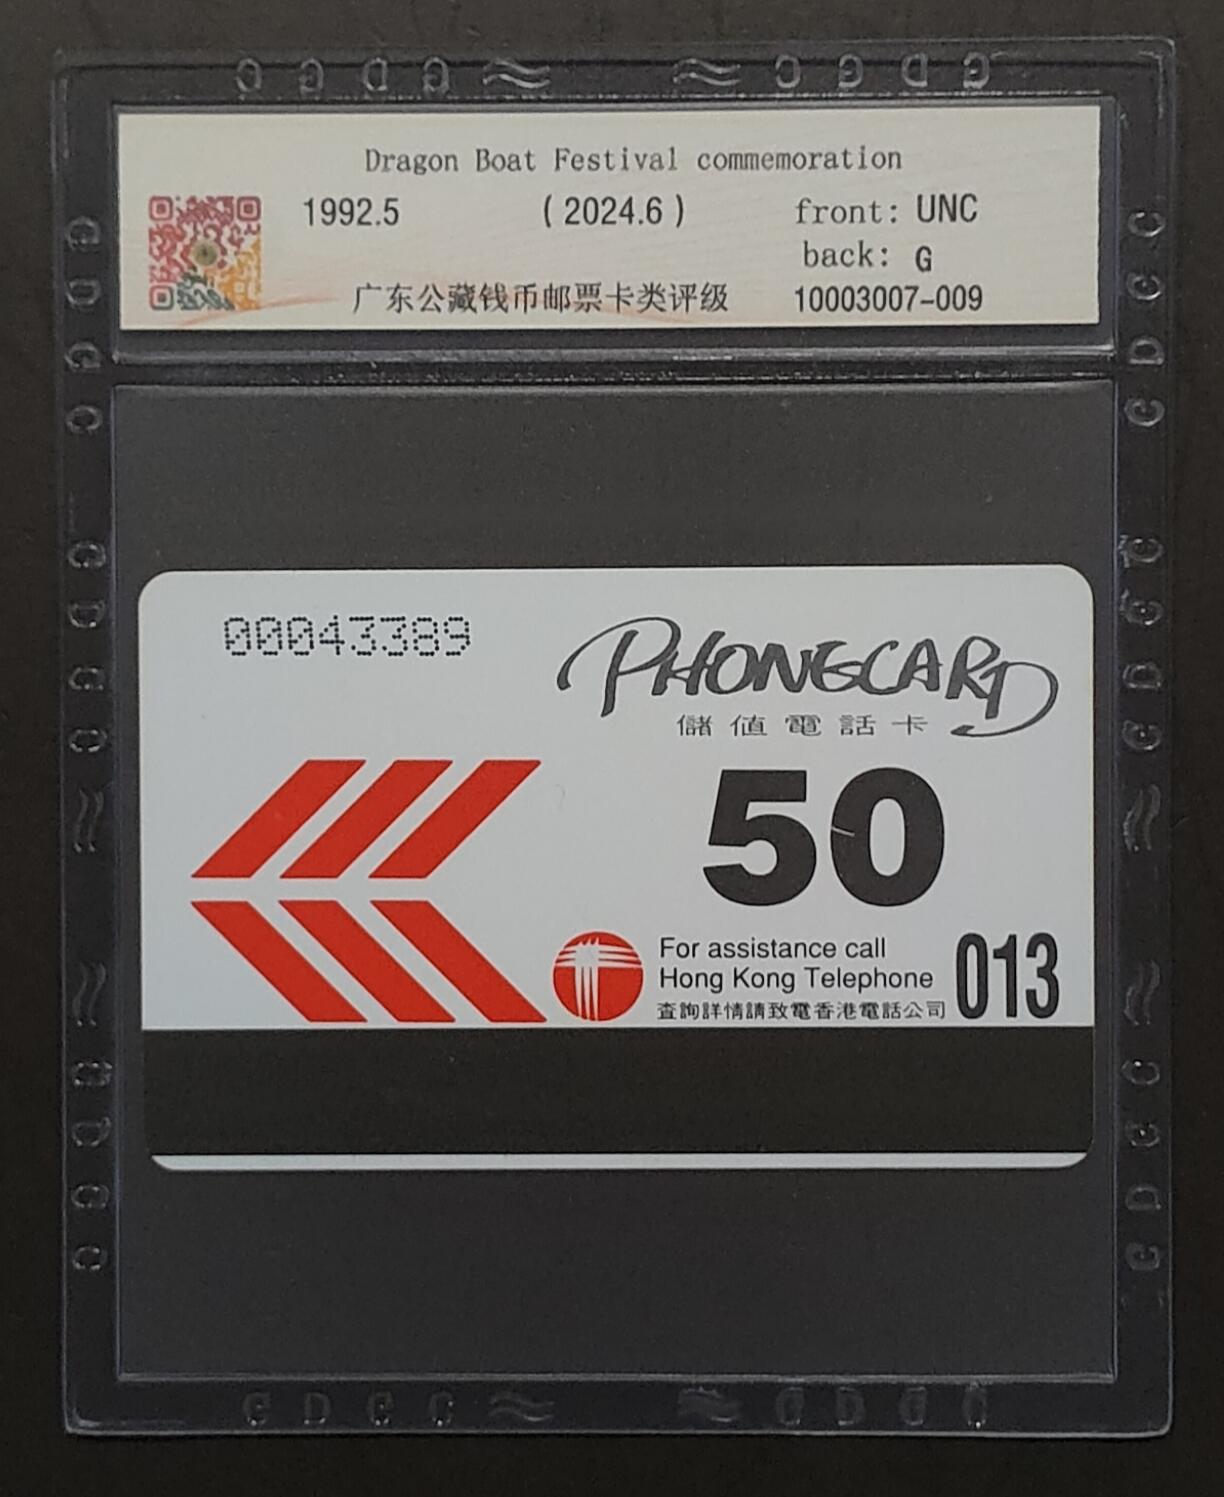 C D G C ≈ ≈ C G D G
Dragon Boat Festival commemoration
1992.5 (2024.6) front: UNC
back: G
广东公藏钱币邮票卡类评级 10003007-009
00043389
PHONECARD
儲值電話卡
50
For assistance call
Hong Kong Telephone 013
查詢詳情請致電香港電話公司